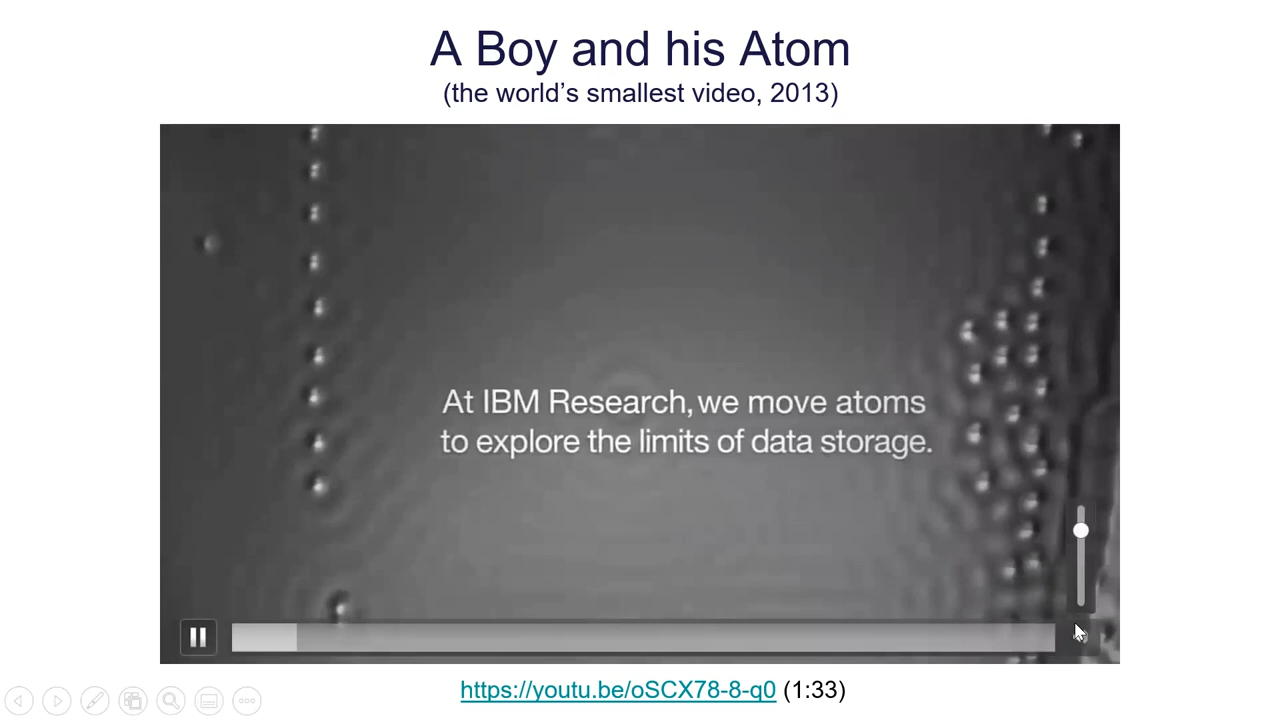 A Boy and his Atom
(the world’s smallest video, 2013)
At IBM Research, we move atoms
to explore the limits of data storage.
https://youtu.be/oSCX78-8-q0 (1:33)